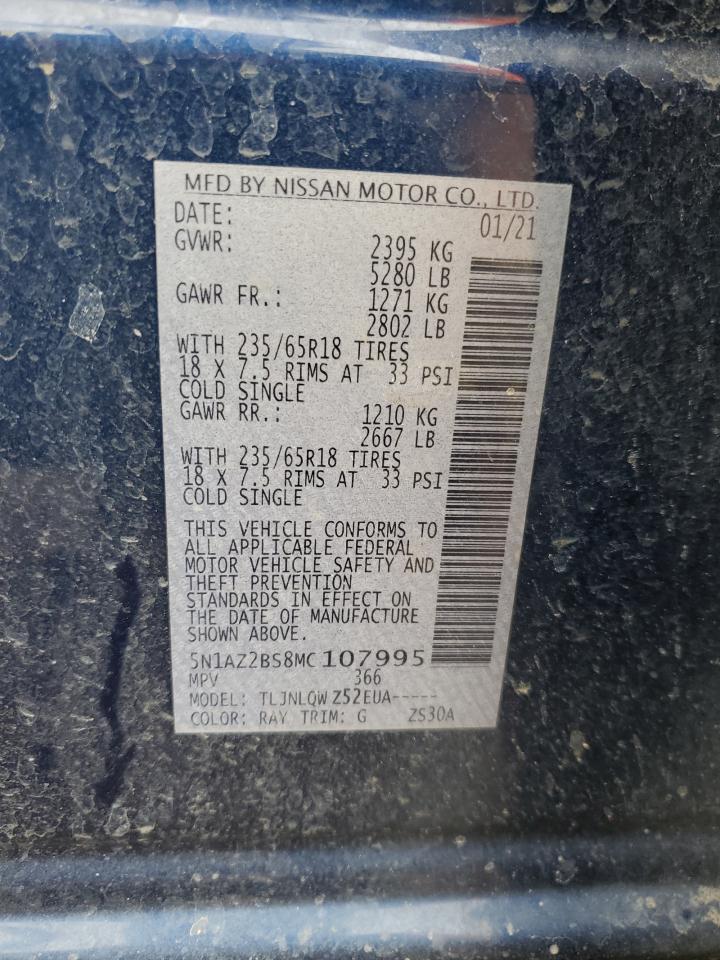 MFD BY NISSAN MOTOR CO., LTD.
DATE: 01/21
GVWR: 2395 KG
5280 LB
GAWR FR.: 1271 KG
2802 LB
WITH 235/65R18 TIRES
18 X 7.5 RIMS AT 33 PSI
COLD SINGLE
GAWR RR.: 1210 KG
2667 LB
WITH 235/65R18 TIRES
18 X 7.5 RIMS AT 33 PSI
COLD SINGLE
THIS VEHICLE CONFORMS TO
ALL APPLICABLE FEDERAL
MOTOR VEHICLE SAFETY AND
THEFT PREVENTION
STANDARDS IN EFFECT ON
THE DATE OF MANUFACTURE
SHOWN ABOVE.
5N1AZ2BS8MC107995
MPV 366
MODEL: TLJNLQWZ52EUA-----
COLOR: RAY TRIM: G ZS30A